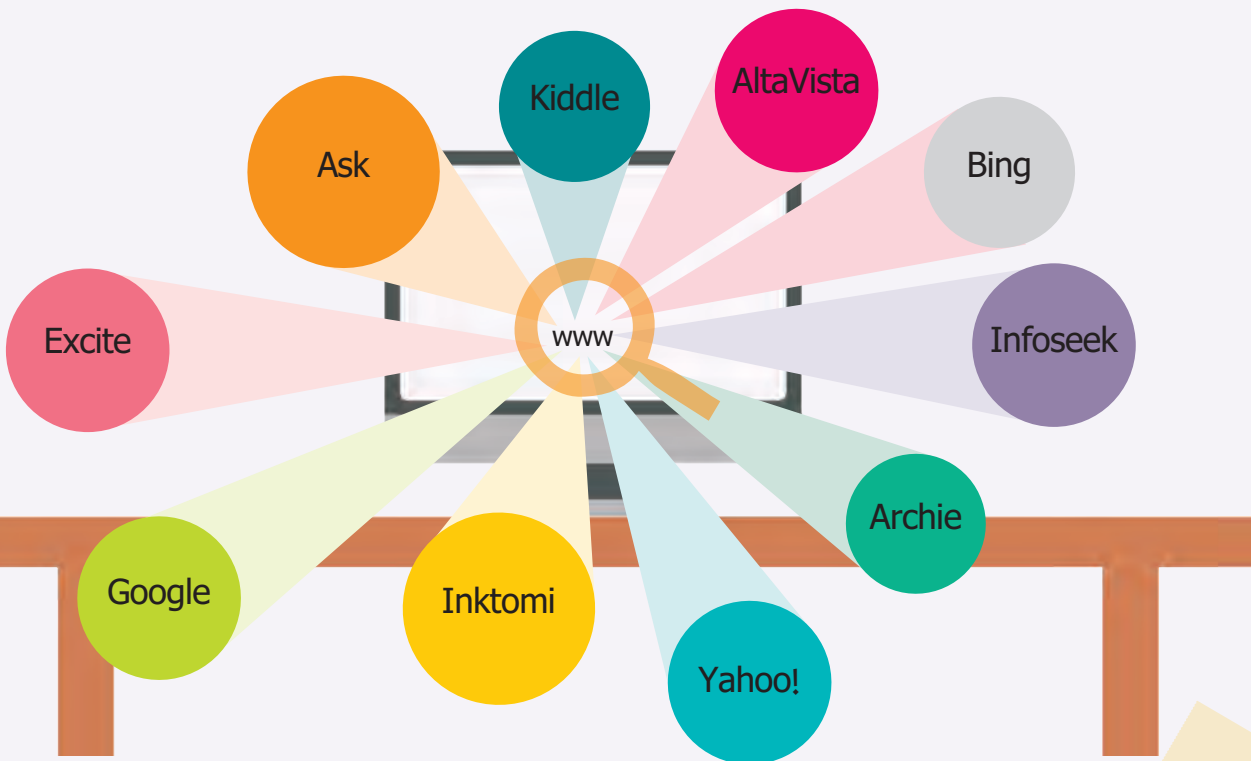 Kiddle
AltaVista
Ask
Bing
Excite
www
Infoseek
Archie
Google
Inktomi
Yahoo!